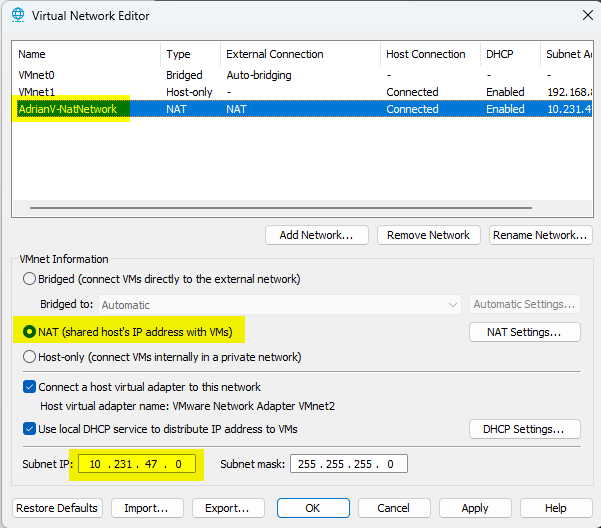 Virtual Network Editor
Name Type External Connection Host Connection DHCP Subnet Ad
VMnet0 Bridged Auto-bridging - -
VMnet1 Host-only - Connected Enabled 192.168.8
AdrianV-NatNetwork NAT NAT Connected Enabled 10.231.47
Add Network... Remove Network Rename Network...
VMnet Information
Bridged (connect VMs directly to the external network)
Bridged to: Automatic Automatic Settings...
NAT (shared host's IP address with VMs) NAT Settings...
Host-only (connect VMs internally in a private network)
Connect a host virtual adapter to this network
Host virtual adapter name: VMware Network Adapter VMnet2
Use local DHCP service to distribute IP address to VMs DHCP Settings...
Subnet IP: 10 . 231 . 47 . 0 Subnet mask: 255 . 255 . 255 . 0
Restore Defaults Import... Export... OK Cancel Apply Help